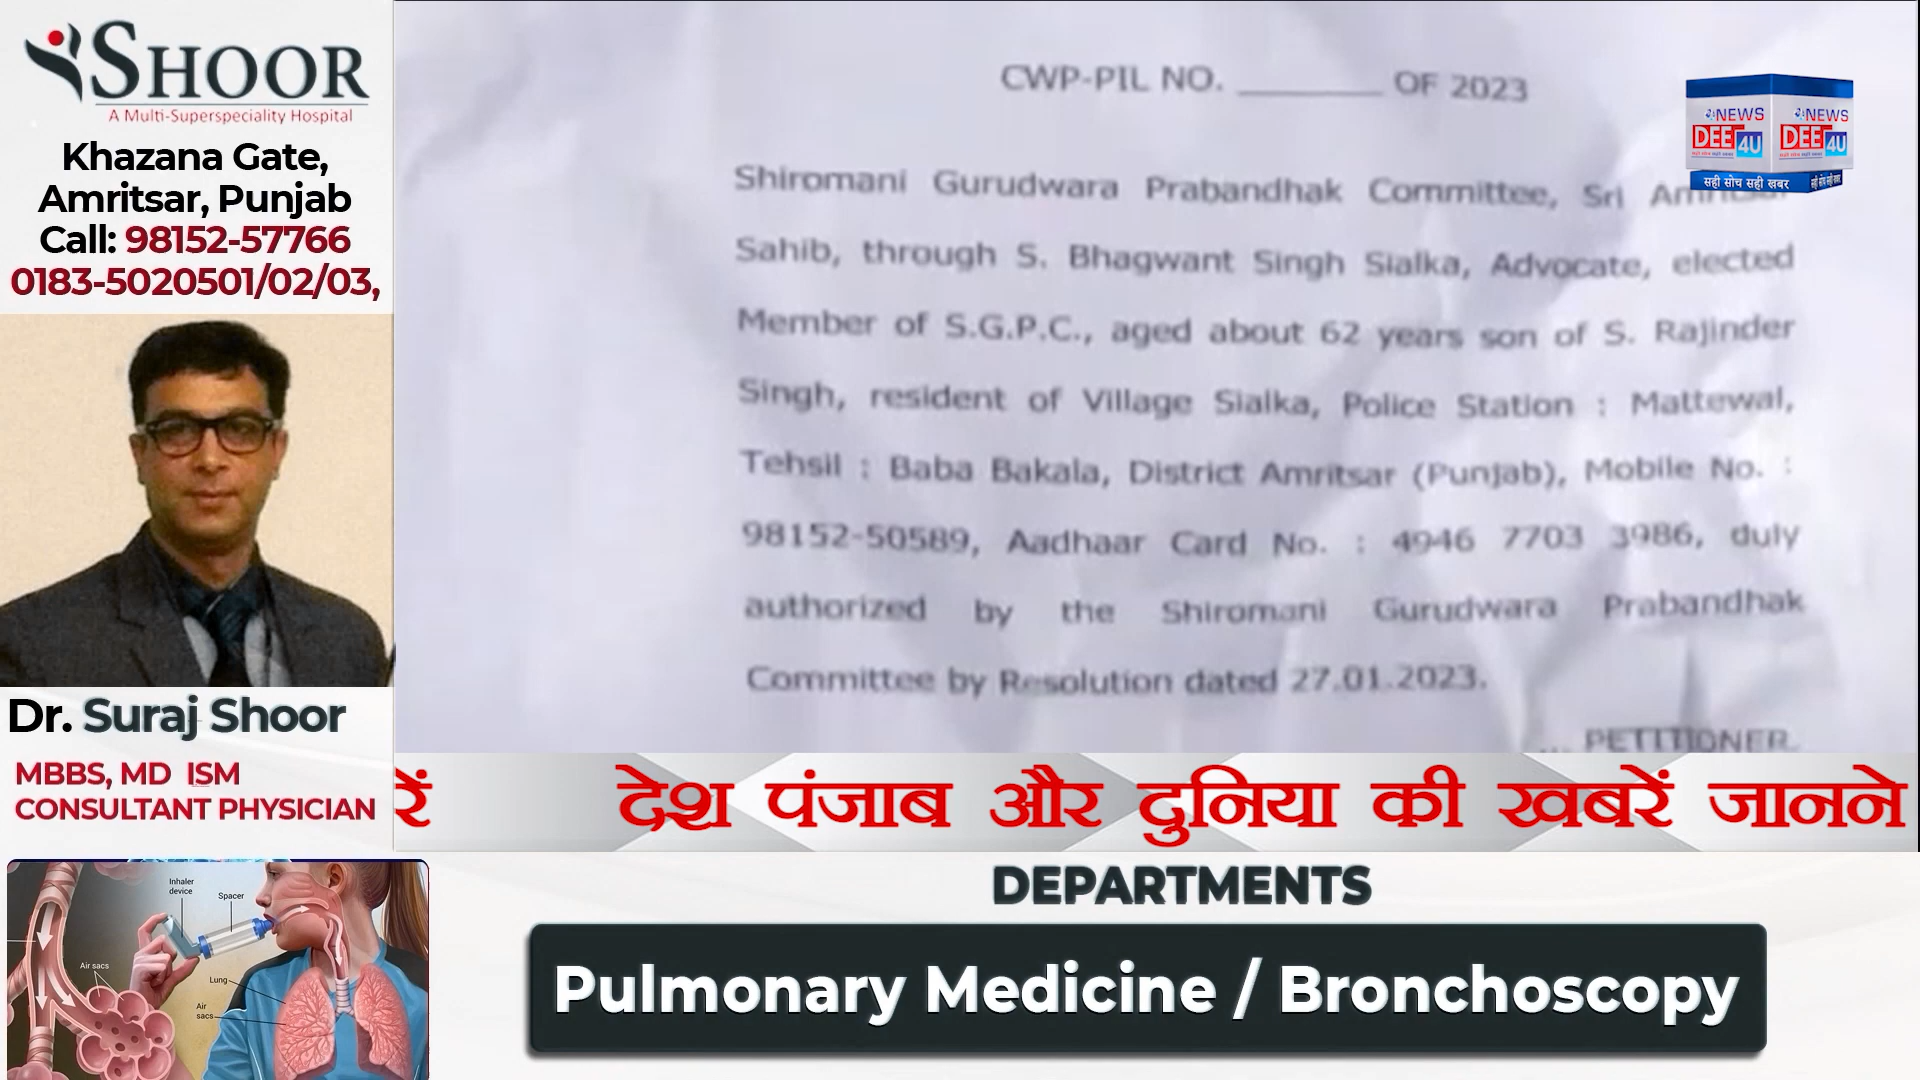 SHOOR
A Multi-Superspeciality Hospital
Khazana Gate,
Amritsar, Punjab
Call: 98152-57766
0183-5020501/02/03,
Dr. Suraj Shoor
MBBS, MD ISM
CONSULTANT PHYSICIAN
CWP-PIL NO. ________ OF 2023
NEWS NEWS
DEE 4U DEE 4U
सही सोच सही खबर
Shiromani Gurudwara Prabandhak Committee, Sri Amritsar
Sahib, through S. Bhagwant Singh Sialka, Advocate, elected
Member of S.G.P.C., aged about 62 years son of S. Rajinder
Singh, resident of Village Sialka, Police Station : Mattewal,
Tehsil : Baba Bakala, District Amritsar (Punjab), Mobile No. :
98152-50589, Aadhaar Card No. : 4946 7703 3986, duly
authorized by the Shiromani Gurudwara Prabandhak
Committee by Resolution dated 27.01.2023.
... PETITIONER.
रें देश पंजाब और दुनिया की खबरें जानने
Inhaler
device
Spacer
Air sacs
Lung
Air
sacs
DEPARTMENTS
Pulmonary Medicine / Bronchoscopy